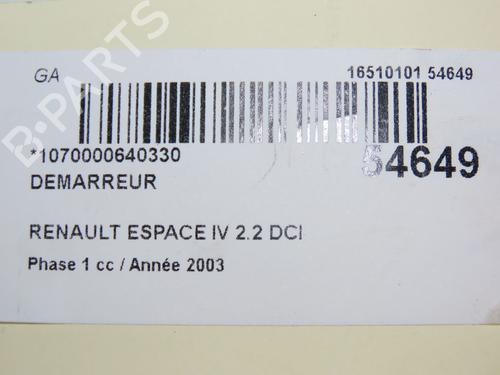 GA
16510101 54649
*1070000640330
54649
DEMARREUR
RENAULT ESPACE IV 2.2 DCI
Phase 1 cc / Année 2003
B-PARTS